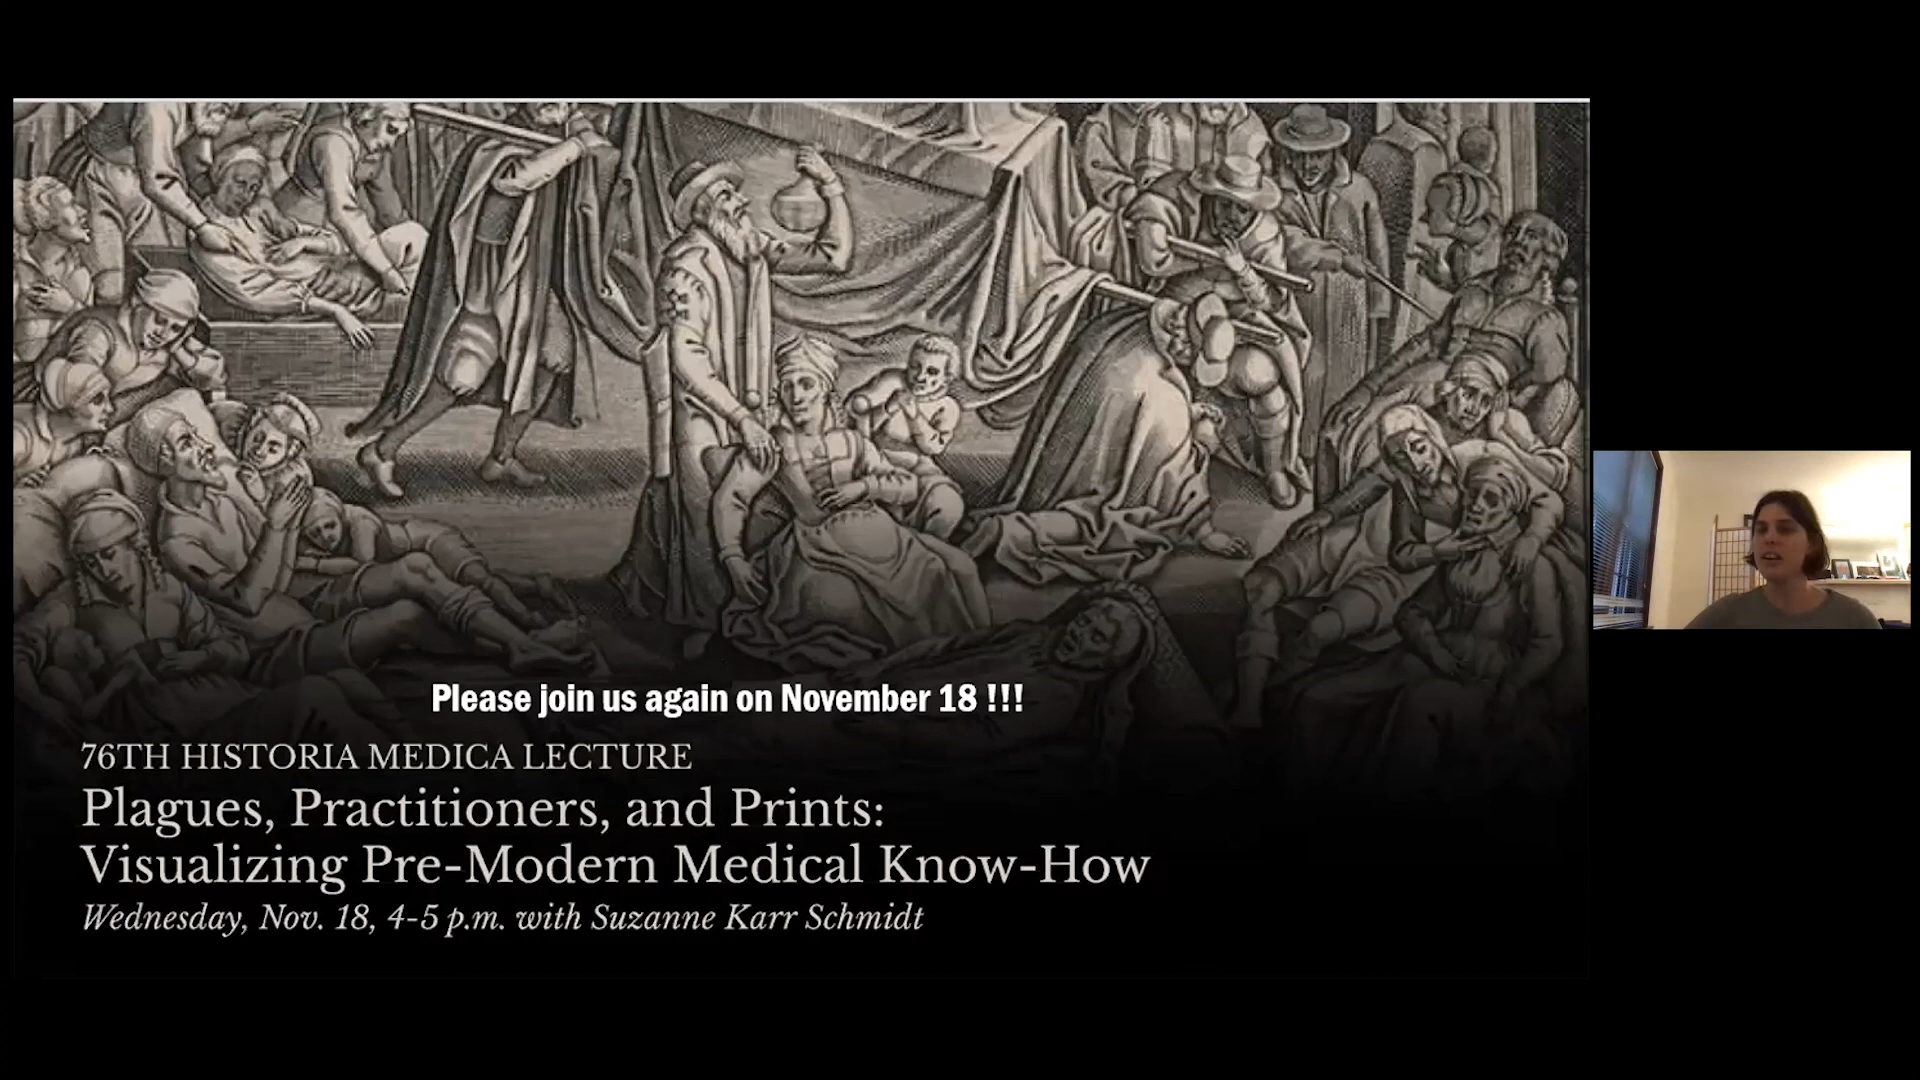 Please join us again on November 18 !!!
76TH HISTORIA MEDICA LECTURE
Plagues, Practitioners, and Prints:
Visualizing Pre-Modern Medical Know-How
Wednesday, Nov. 18, 4-5 p.m. with Suzanne Karr Schmidt